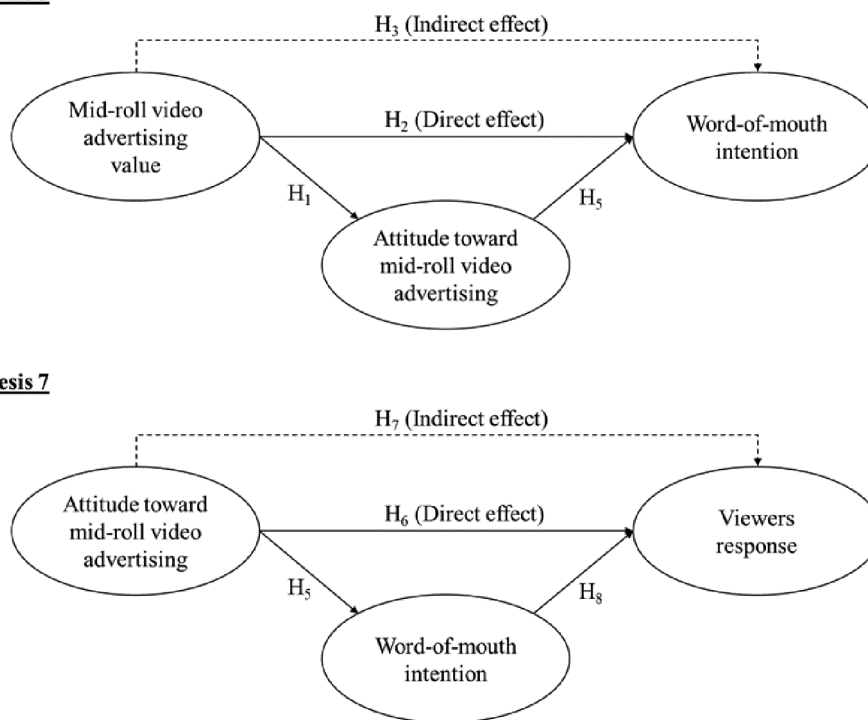 H₃ (Indirect effect)
Mid-roll video
advertising
value
H₂ (Direct effect)
Word-of-mouth
intention
H₁
H₅
Attitude toward
mid-roll video
advertising
esis 7
H₇ (Indirect effect)
Attitude toward
mid-roll video
advertising
H₆ (Direct effect)
Viewers
response
H₅
H₈
Word-of-mouth
intention